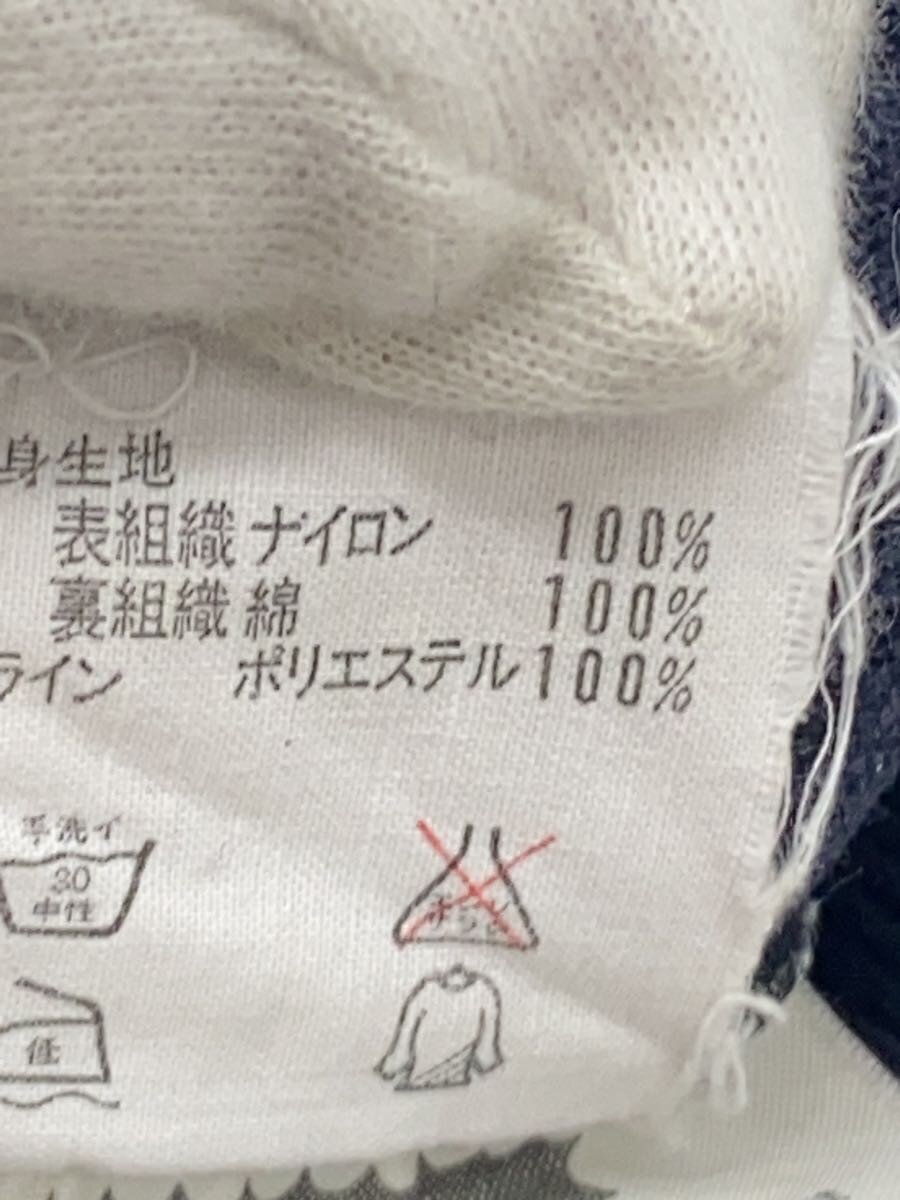 身生地
表組織 ナイロン 100%
裏組織 綿 100%
ライン ポリエステル 100%
手洗イ
30
中性
低